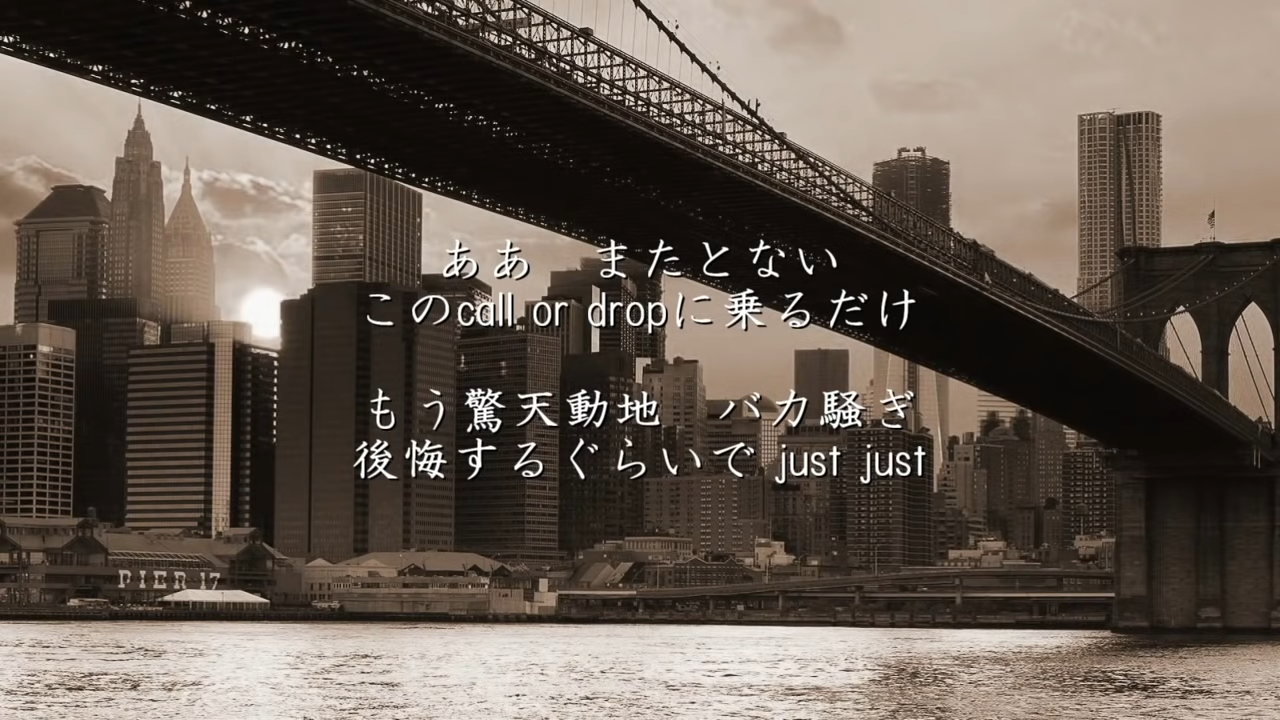 ああ　またとない
このcall or dropに乗るだけ
もう驚天動地　バカ騒ぎ
後悔するぐらいで just just
PIER 17